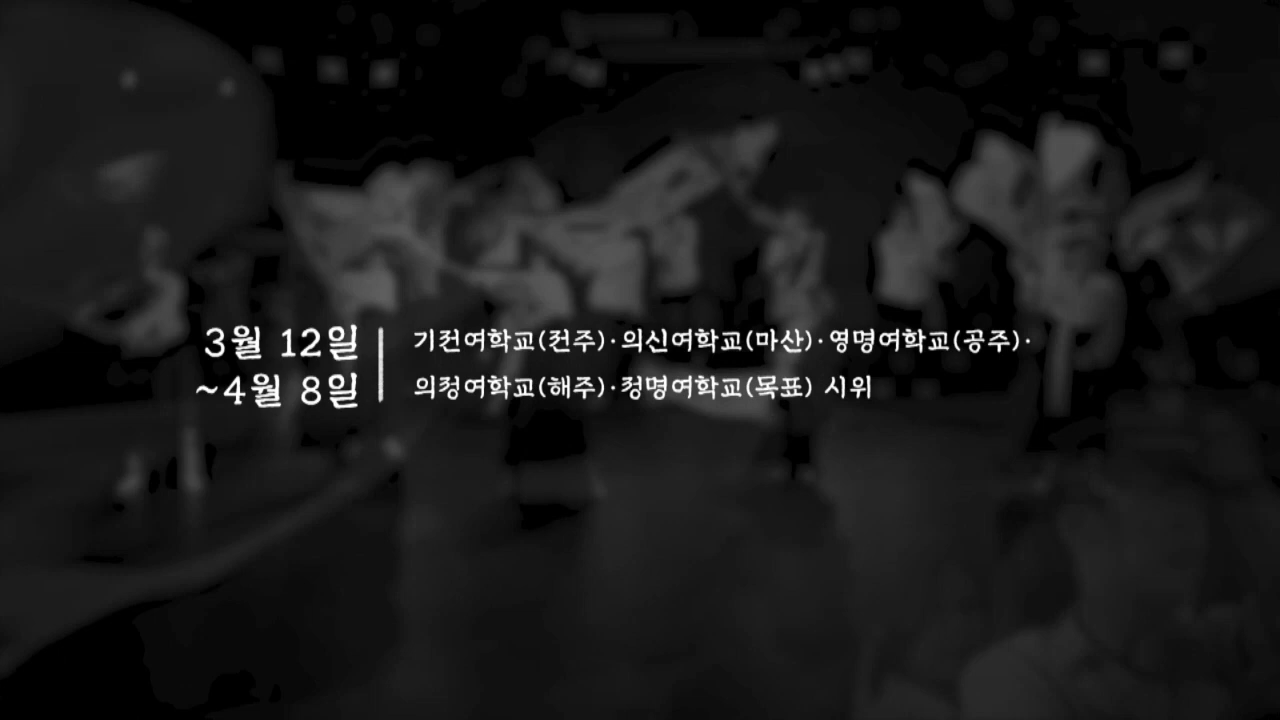 3월 12일
~4월 8일
기전여학교(전주)·의신여학교(마산)·영명여학교(공주)·
의정여학교(해주)·정명여학교(목표) 시위